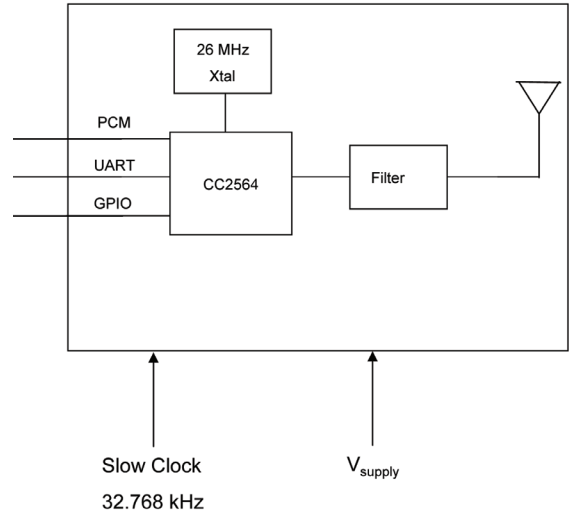 26 MHz
Xtal
PCM
UART
GPIO
CC2564
Filter
Slow Clock
32.768 kHz
Vsupply